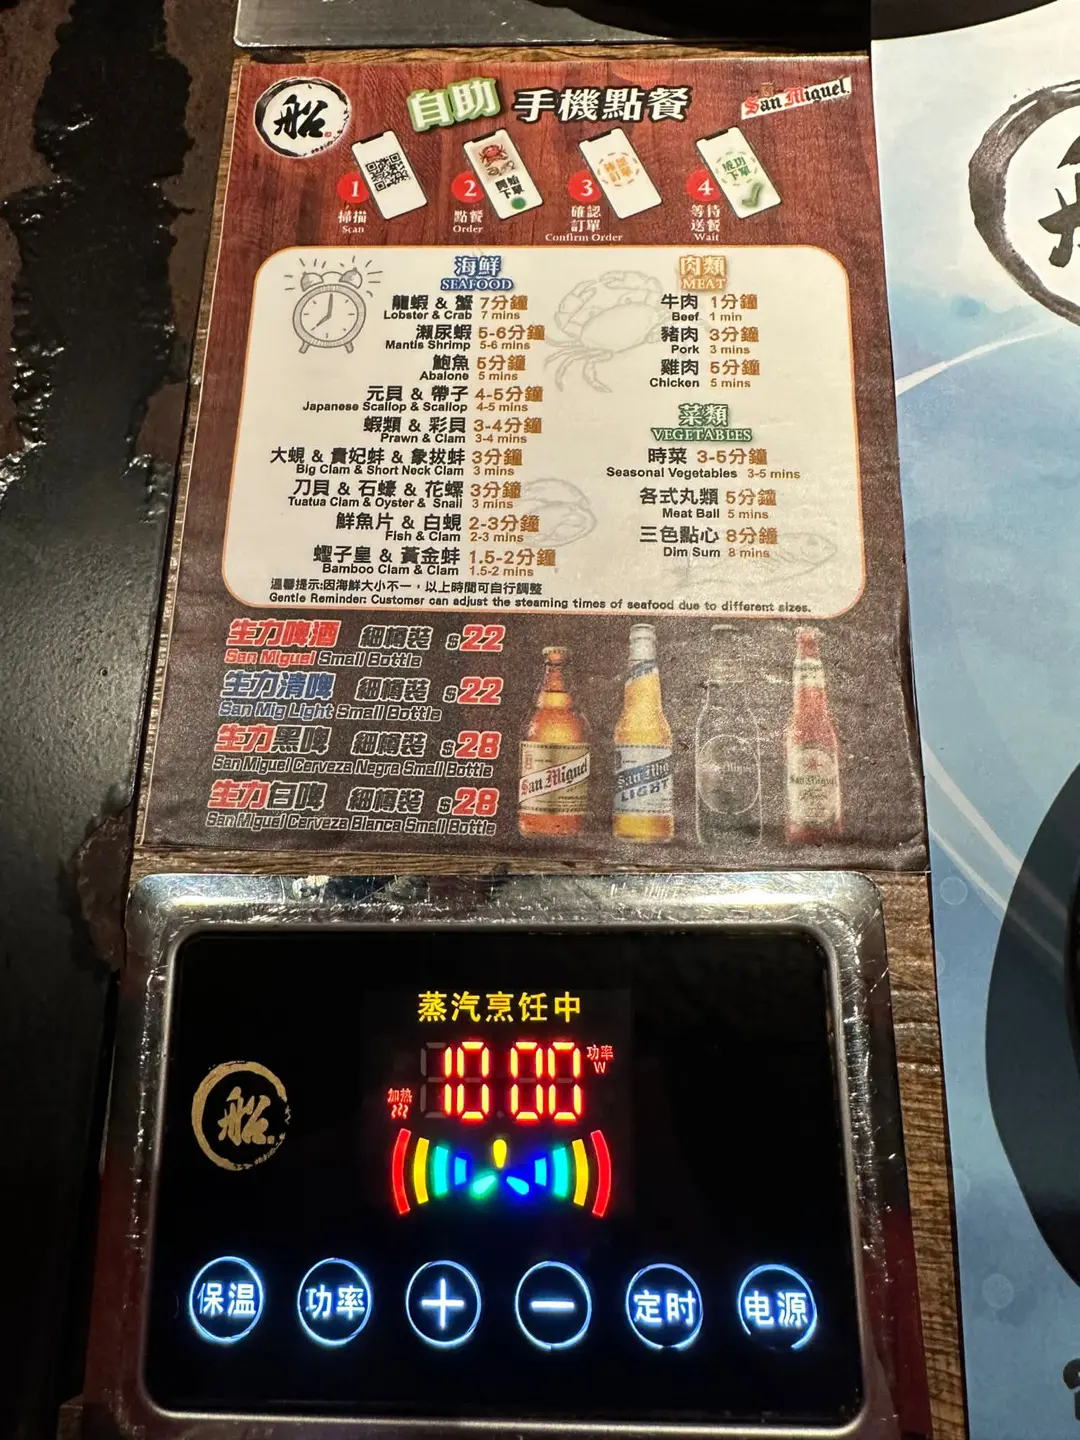 船
自助 手機點餐
San Miguel
1
掃描
Scan
2
點餐
Order
開始
下單
3
確認
訂單
Confirm Order
4
等待
送餐
Wait
成功
下單
海鮮
SEAFOOD
龍蝦 & 蟹 7分鐘
Lobster & Crab 7 mins
瀨尿蝦 5-6分鐘
Mantis Shrimp 5-6 mins
鮑魚 5分鐘
Abalone 5 mins
元貝 & 帶子 4-5分鐘
Japanese Scallop & Scallop 4-5 mins
蝦類 & 彩貝 3-4分鐘
Prawn & Clam 3-4 mins
大蜆 & 貴妃蚌 & 象拔蚌 3分鐘
Big Clam & Short Neck Clam 3 mins
刀貝 & 石蠔 & 花螺 3分鐘
Tuatua Clam & Oyster & Snail 3 mins
鮮魚片 & 白蜆 2-3分鐘
Fish & Clam 2-3 mins
蟶子皇 & 黃金蚌 1.5-2分鐘
Bamboo Clam & Clam 1.5-2 mins
肉類
MEAT
牛肉 1分鐘
Beef 1 min
豬肉 3分鐘
Pork 3 mins
雞肉 5分鐘
Chicken 5 mins
菜類
VEGETABLES
時菜 3-5分鐘
Seasonal Vegetables 3-5 mins
各式丸類 5分鐘
Meat Ball 5 mins
三色點心 8分鐘
Dim Sum 8 mins
溫馨提示:因海鮮大小不一，以上時間可自行調整
Gentle Reminder: Customer can adjust the steaming times of seafood due to different sizes.
生力啤酒 細樽裝 $22
San Miguel Small Bottle
生力清啤 細樽裝 $22
San Mig Light Small Bottle
生力黑啤 細樽裝 $28
San Miguel Cerveza Negra Small Bottle
生力白啤 細樽裝 $28
San Miguel Cerveza Blanca Small Bottle
San Miguel
San Mig
LIGHT
San Miguel
San Miguel
船
蒸汽烹饪中
加热
10 00
功率
W
船
保温
功率
+
−
定时
电源